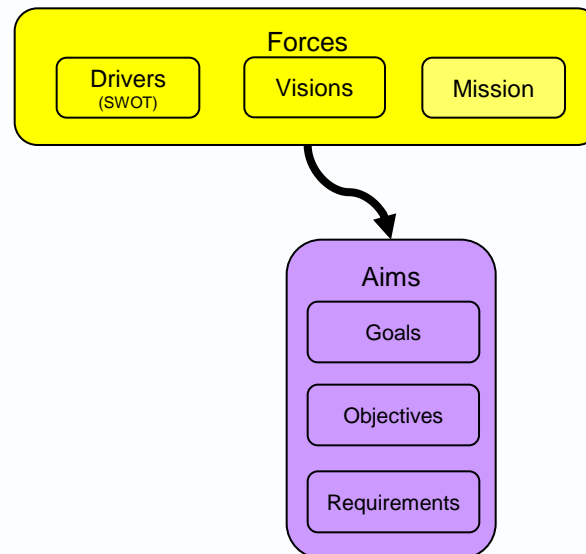 Forces
Drivers
(SWOT)
Visions
Mission
Aims
Goals
Objectives
Requirements